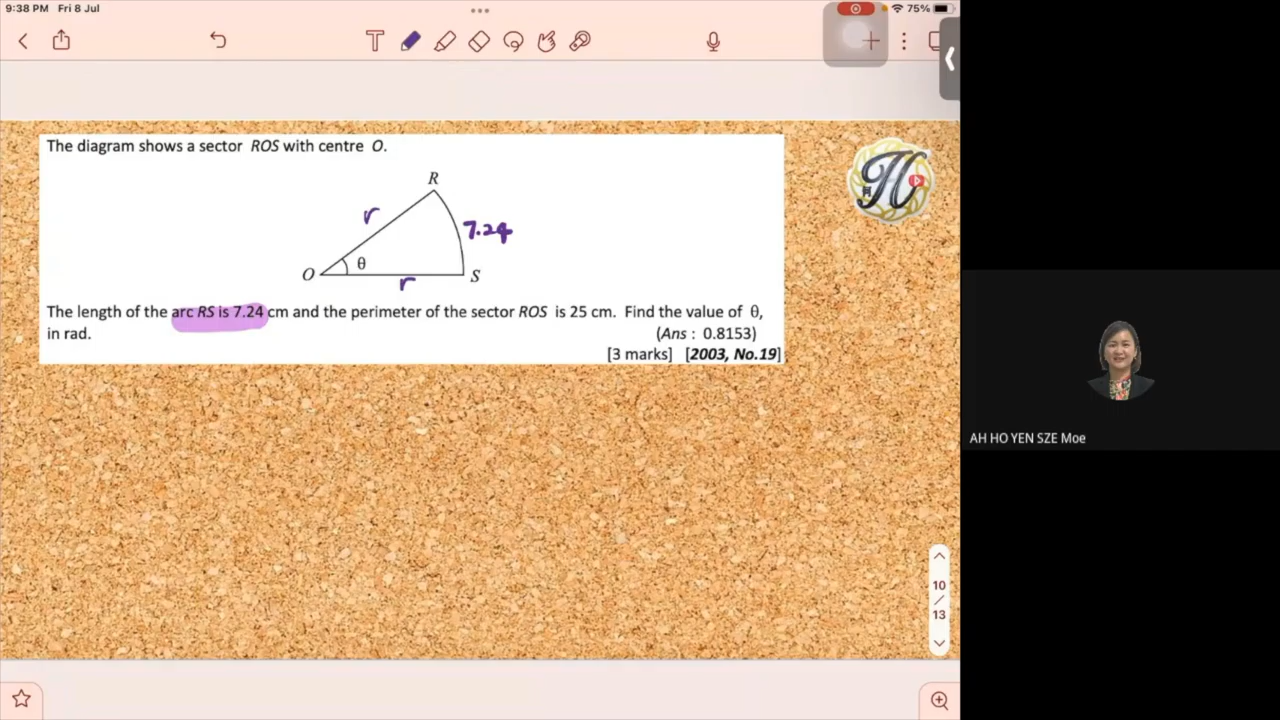 9:38 PM Fri 8 Jul
75%
T
The diagram shows a sector ROS with centre O.
R
r
7.24
O
θ
S
r
The length of the arc RS is 7.24 cm and the perimeter of the sector ROS is 25 cm. Find the value of θ,
in rad.
(Ans : 0.8153)
[3 marks] [2003, No.19]
AH HO YEN SZE Moe
10
/
13